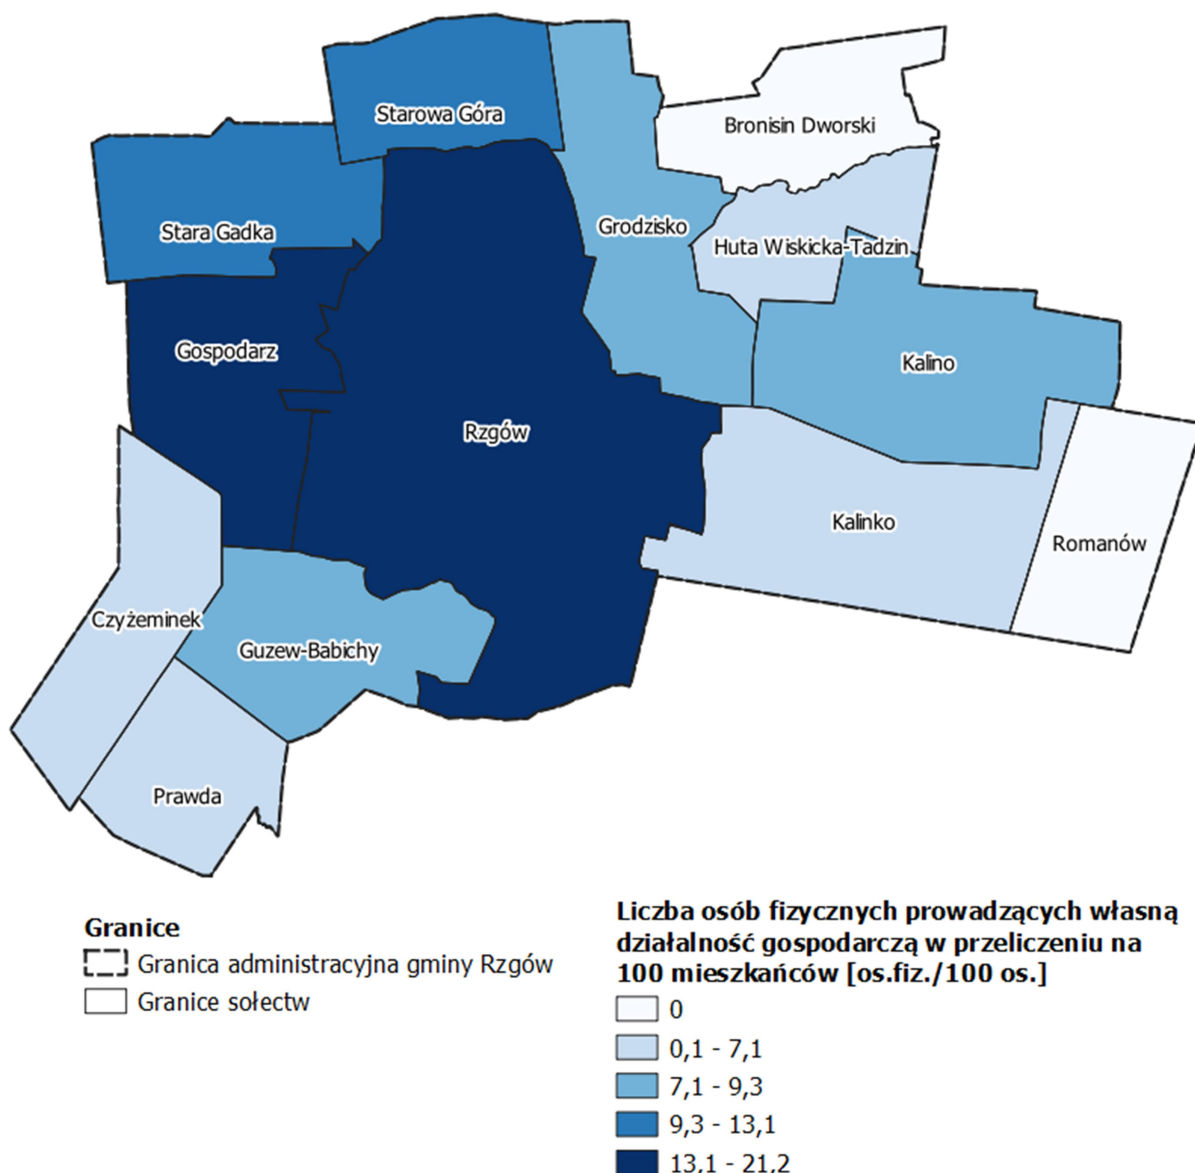 Starowa Góra
Bronisin Dworski
Stara Gadka
Grodzisko
Huta Wiskicka-Tadzin
Gospodarz
Kalino
Rzgów
Kalinko
Romanów
Czyżeminek
Guzew-Babichy
Prawda
Granice
Granica administracyjna gminy Rzgów
Granice sołectw
Liczba osób fizycznych prowadzących własną
działalność gospodarczą w przeliczeniu na
100 mieszkańców [os.fiz./100 os.]
0
0,1 - 7,1
7,1 - 9,3
9,3 - 13,1
13,1 - 21,2